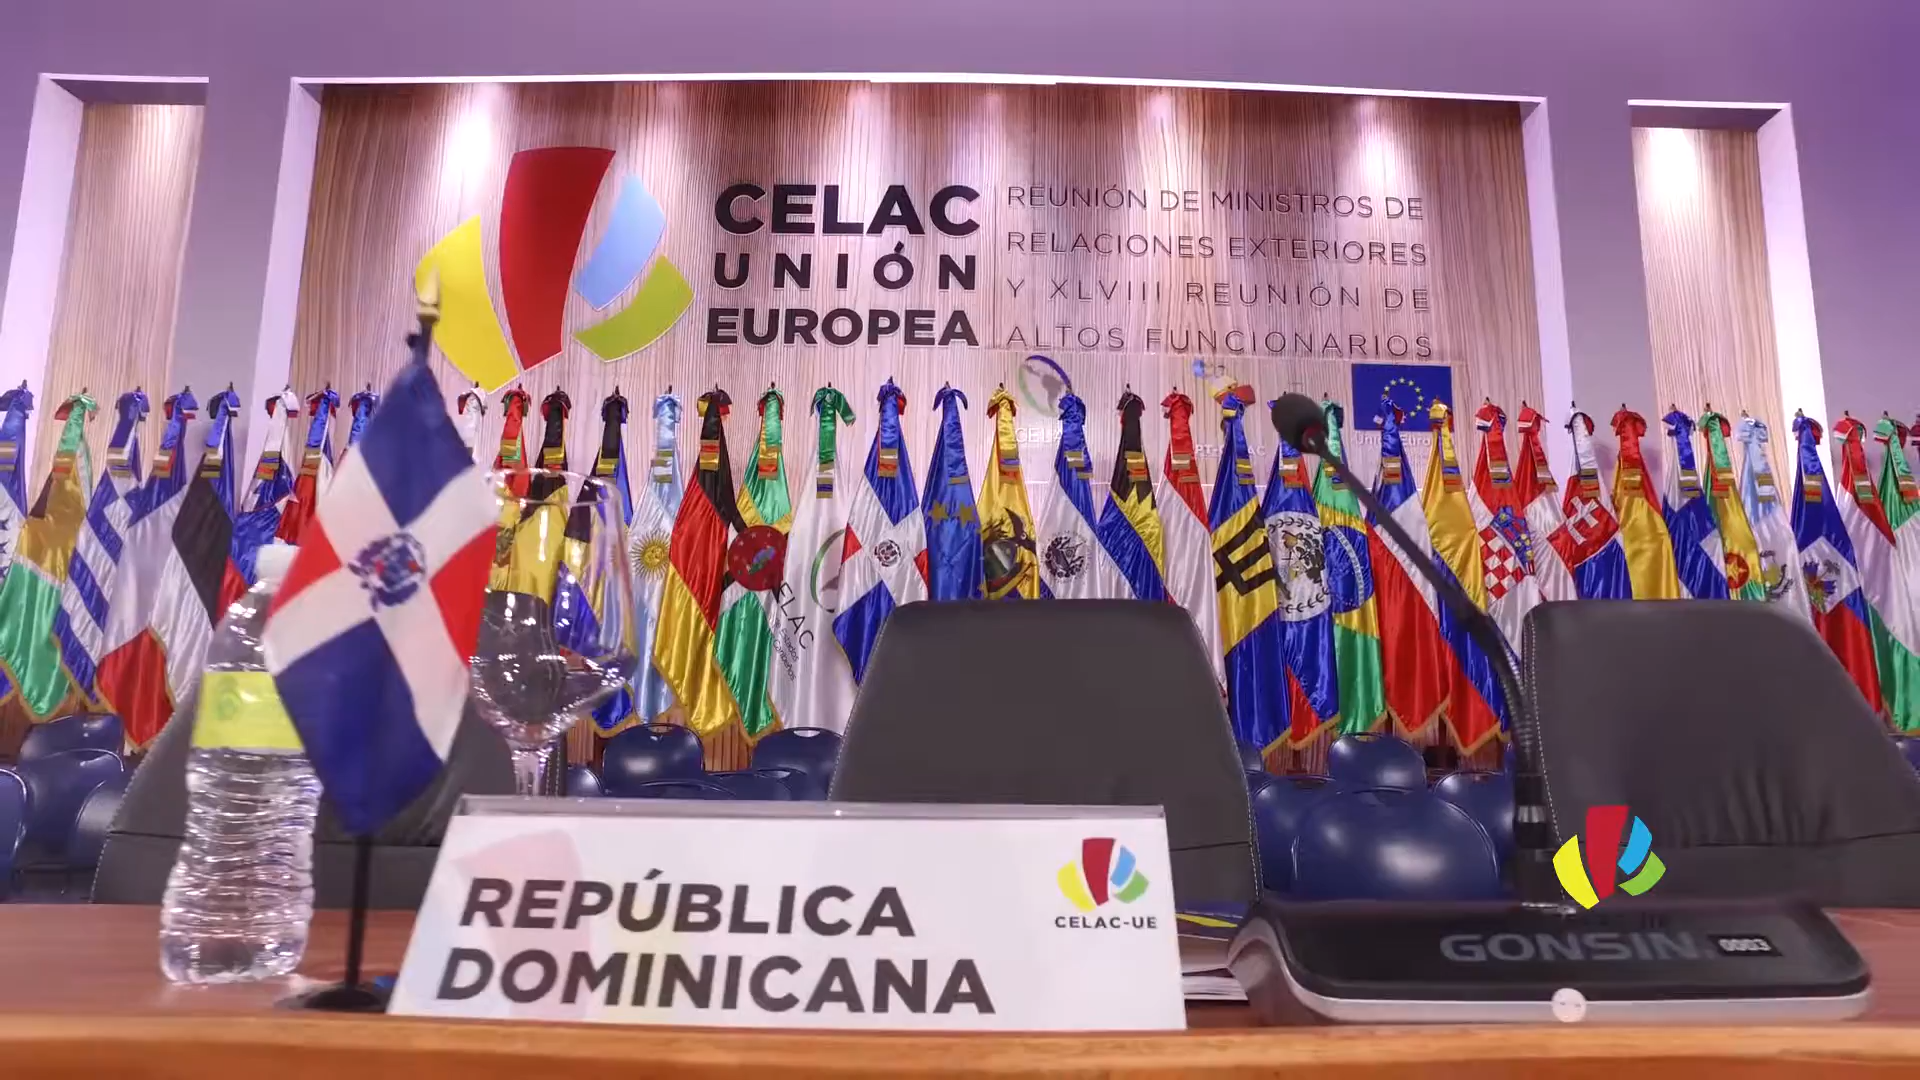 CELAC
UNIÓN
EUROPEA
REUNIÓN DE MINISTROS DE
RELACIONES EXTERIORES
Y XLVIII REUNIÓN DE
ALTOS FUNCIONARIOS
CELAC
REPÚBLICA
DOMINICANA
CELAC-UE
GONSIN
0003